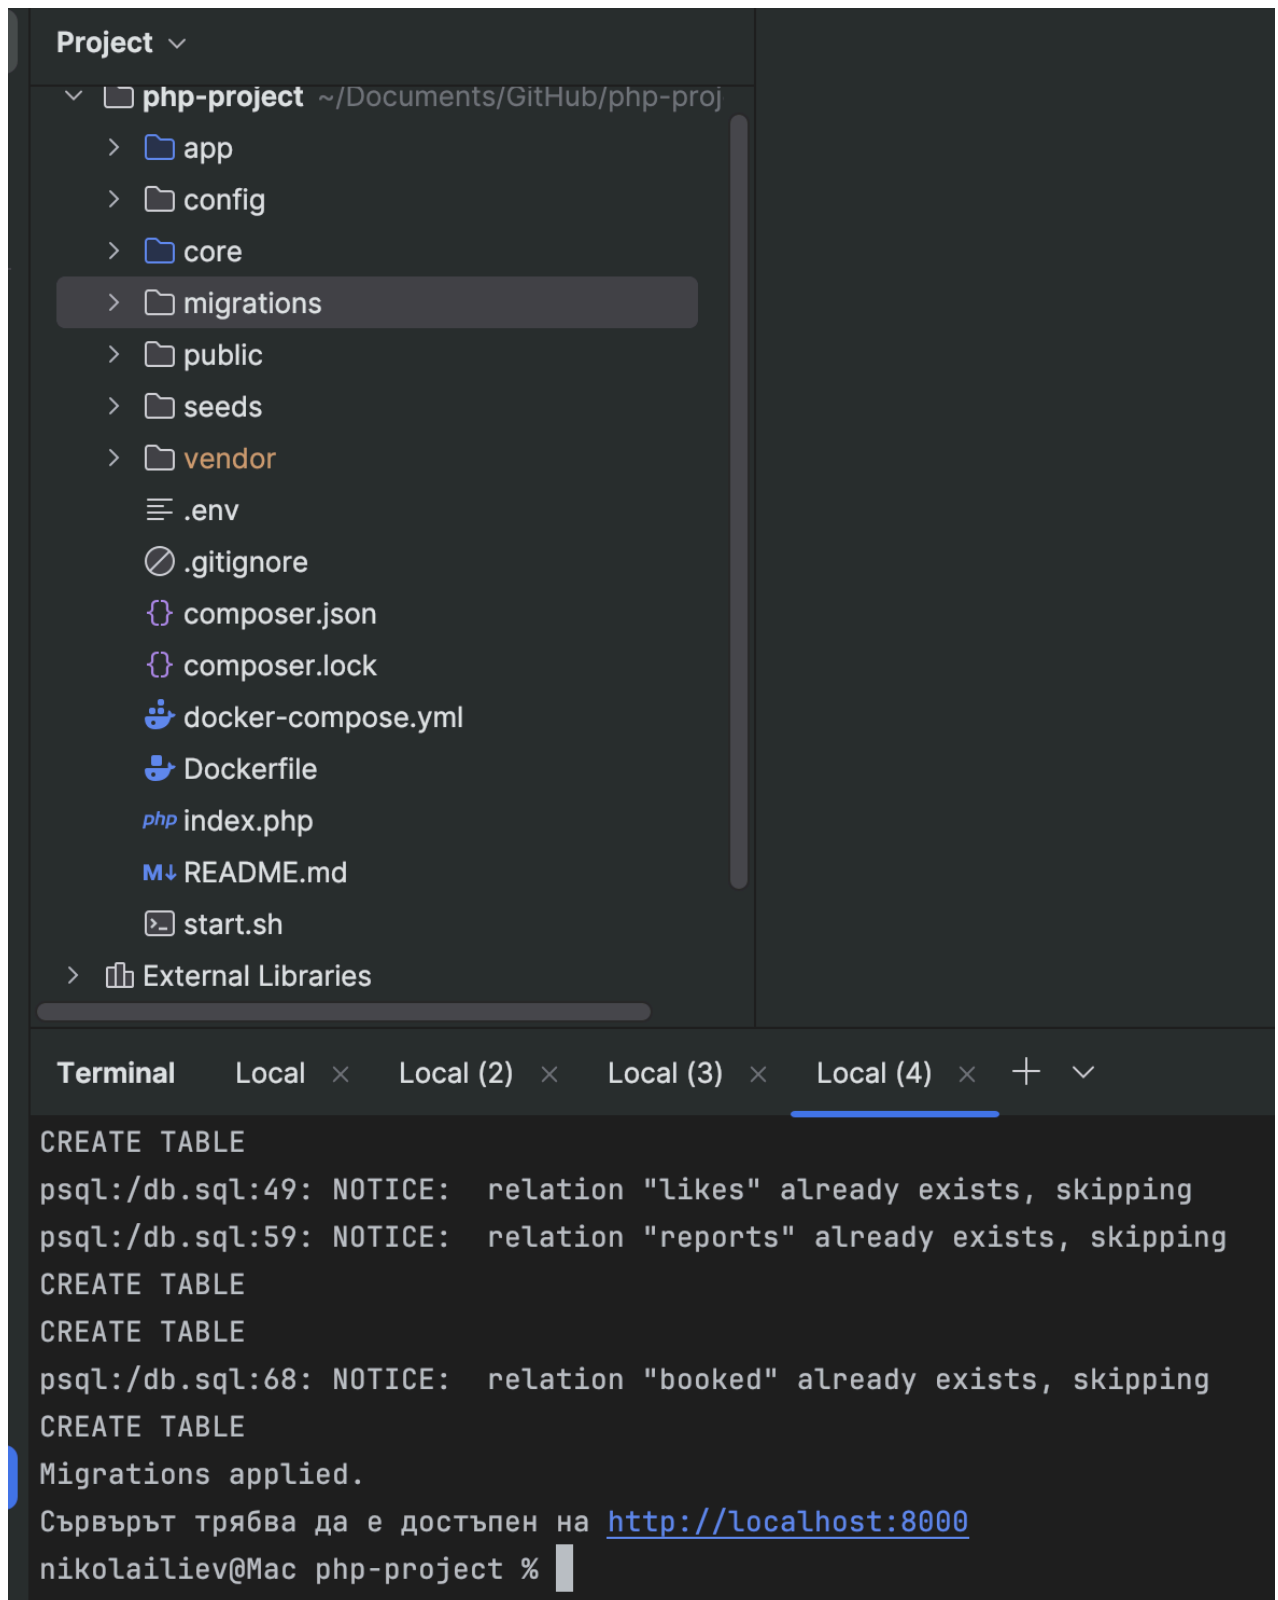 Project
php-project ~/Documents/GitHub/php-proj
app
config
core
migrations
public
seeds
vendor
.env
.gitignore
composer.json
composer.lock
docker-compose.yml
Dockerfile
php index.php
M↓ README.md
start.sh
External Libraries
Terminal Local × Local (2) × Local (3) × Local (4) × +
CREATE TABLE
psql:/db.sql:49: NOTICE:  relation "likes" already exists, skipping
psql:/db.sql:59: NOTICE:  relation "reports" already exists, skipping
CREATE TABLE
CREATE TABLE
psql:/db.sql:68: NOTICE:  relation "booked" already exists, skipping
CREATE TABLE
Migrations applied.
Сървърът трябва да е достъпен на http://localhost:8000
nikolailiev@Mac php-project %